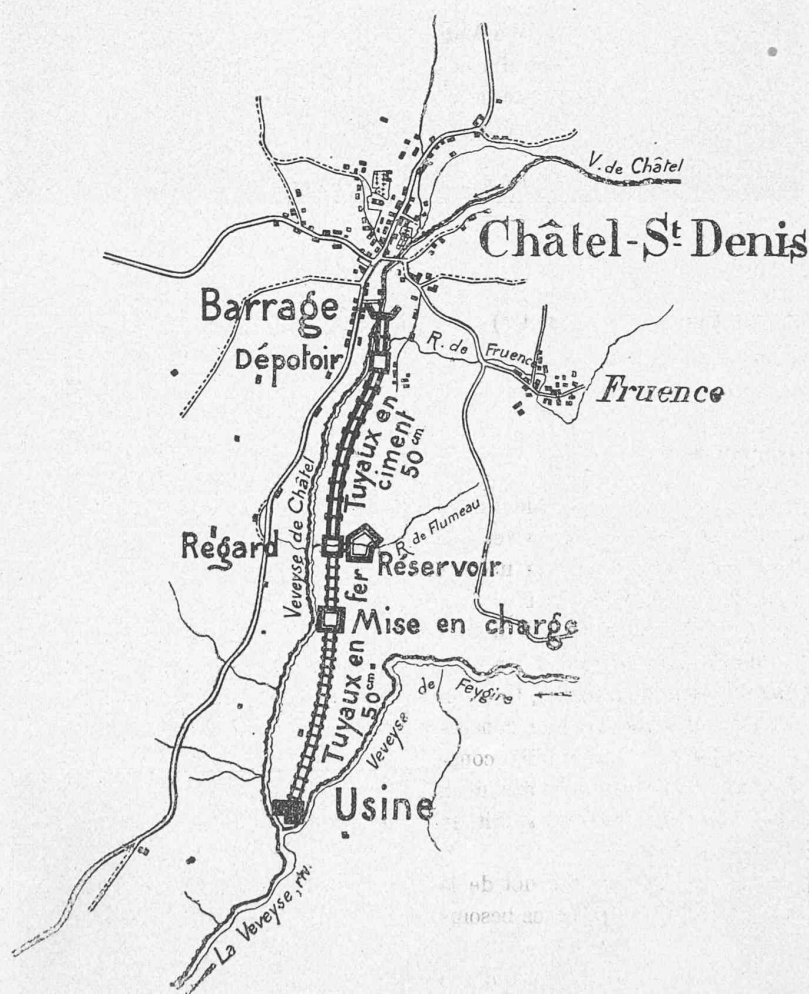 V. de Châtel
Châtel-St Denis
Barrage
Dépotoir
R. de Fruence
Fruence
Tuyaux en
ciment
50 cm
Veveyse de Châtel
R. de Flumeau
Regard
Réservoir
Mise en charge
Tuyaux en fer
50 cm
Veveyse de Feygire
Usine
La Veveyse, riv.